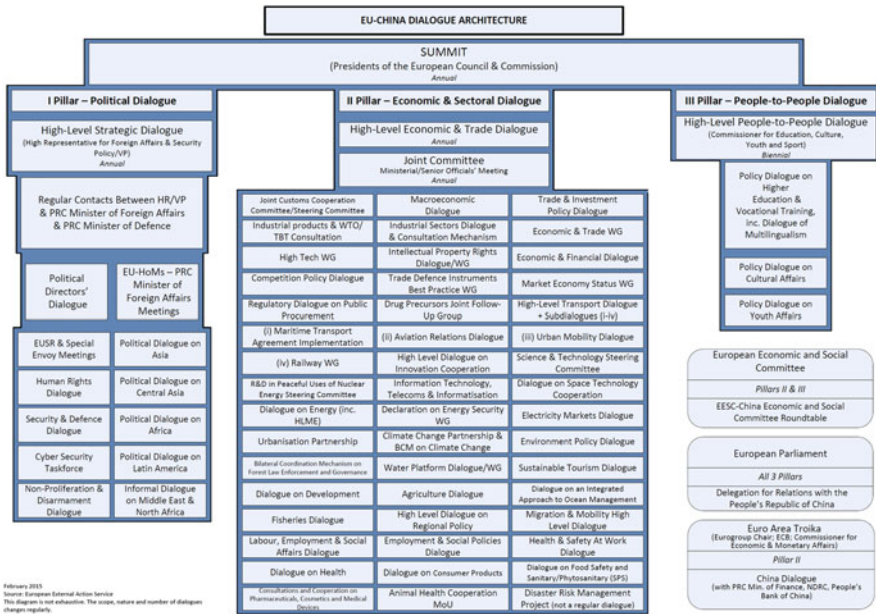 EU-CHINA DIALOGUE ARCHITECTURE
SUMMIT
(Presidents of the European Council & Commission)
Annual
I Pillar – Political Dialogue
High-Level Strategic Dialogue
(High Representative for Foreign Affairs & Security
Policy/VP)
Annual
Regular Contacts Between HR/VP
& PRC Minister of Foreign Affairs
& PRC Minister of Defence
Political
Directors'
Dialogue
EU-HoMs – PRC
Minister of
Foreign Affairs
Meetings
EUSR & Special
Envoy Meetings
Political Dialogue on
Asia
Human Rights
Dialogue
Political Dialogue on
Central Asia
Security & Defence
Dialogue
Political Dialogue on
Africa
Cyber Security
Taskforce
Political Dialogue on
Latin America
Non-Proliferation &
Disarmament
Dialogue
Informal Dialogue
on Middle East &
North Africa
II Pillar – Economic & Sectoral Dialogue
High-Level Economic & Trade Dialogue
Annual
Joint Committee
Ministerial/Senior Officials' Meeting
Annual
Joint Customs Cooperation
Committee/Steering Committee
Macroeconomic
Dialogue
Trade & Investment
Policy Dialogue
Industrial products & WTO/
TBT Consultation
Industrial Sectors Dialogue
& Consultation Mechanism
Economic & Trade WG
High Tech WG
Intellectual Property Rights
Dialogue/WG
Economic & Financial Dialogue
Competition Policy Dialogue
Trade Defence Instruments
Best Practice WG
Market Economy Status WG
Regulatory Dialogue on Public
Procurement
Drug Precursors Joint Follow-
Up Group
High-Level Transport Dialogue
+ Subdialogues (i-iv)
(i) Maritime Transport
Agreement Implementation
(ii) Aviation Relations Dialogue
(iii) Urban Mobility Dialogue
(iv) Railway WG
High Level Dialogue on
Innovation Cooperation
Science & Technology Steering
Committee
R&D in Peaceful Uses of Nuclear
Energy Steering Committee
Information Technology,
Telecoms & Informatisation
Dialogue on Space Technology
Cooperation
Dialogue on Energy (inc.
HLME)
Declaration on Energy Security
WG
Electricity Markets Dialogue
Urbanisation Partnership
Climate Change Partnership &
BCM on Climate Change
Environment Policy Dialogue
Bilateral Coordination Mechanism on
Forest Law Enforcement and Governance
Water Platform Dialogue/WG
Sustainable Tourism Dialogue
Dialogue on Development
Agriculture Dialogue
Dialogue on an Integrated
Approach to Ocean Management
Fisheries Dialogue
High Level Dialogue on
Regional Policy
Migration & Mobility High
Level Dialogue
Labour, Employment & Social
Affairs Dialogue
Employment & Social Policies
Dialogue
Health & Safety At Work
Dialogue
Dialogue on Health
Dialogue on Consumer Products
Dialogue on Food Safety and
Sanitary/Phytosanitary (SPS)
Consultations and Cooperation on
Pharmaceuticals, Cosmetics and Medical
Devices
Animal Health Cooperation
MoU
Disaster Risk Management
Project (not a regular dialogue)
III Pillar – People-to-People Dialogue
High-Level People-to-People Dialogue
(Commissioner for Education, Culture,
Youth and Sport)
Biennial
Policy Dialogue on
Higher
Education &
Vocational Training,
inc. Dialogue of
Multilingualism
Policy Dialogue on
Cultural Affairs
Policy Dialogue on
Youth Affairs
European Economic and Social
Committee
Pillars II & III
EESC-China Economic and Social
Committee Roundtable
European Parliament
All 3 Pillars
Delegation for Relations with the
People's Republic of China
Euro Area Troika
(Eurogroup Chair; ECB; Commissioner for
Economic & Monetary Affairs)
Pillar II
China Dialogue
(with PRC Min. of Finance, NDRC, People's
Bank of China)
February 2015
Source: European External Action Service
This diagram is not exhaustive. The scope, nature and number of dialogues
changes regularly.